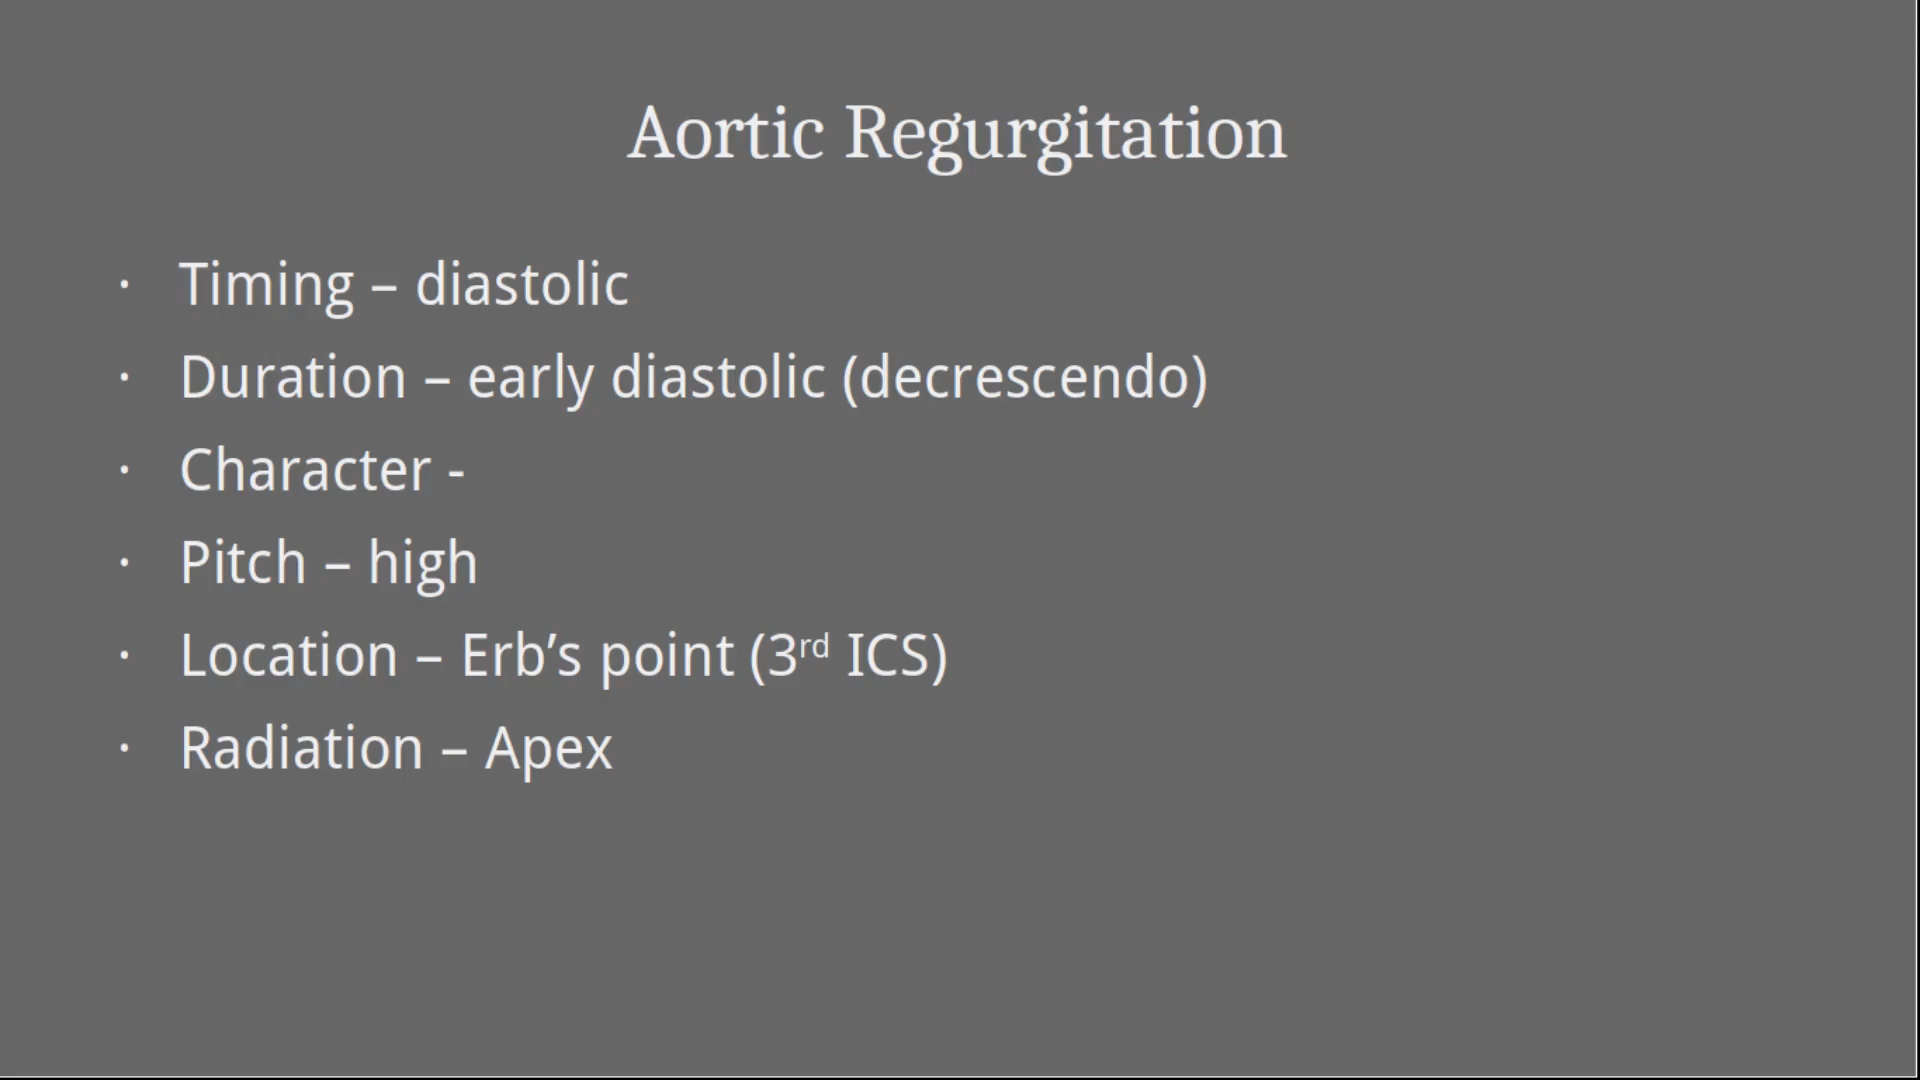 Aortic Regurgitation
· Timing – diastolic
· Duration – early diastolic (decrescendo)
· Character -
· Pitch – high
· Location – Erb’s point (3rd ICS)
· Radiation – Apex